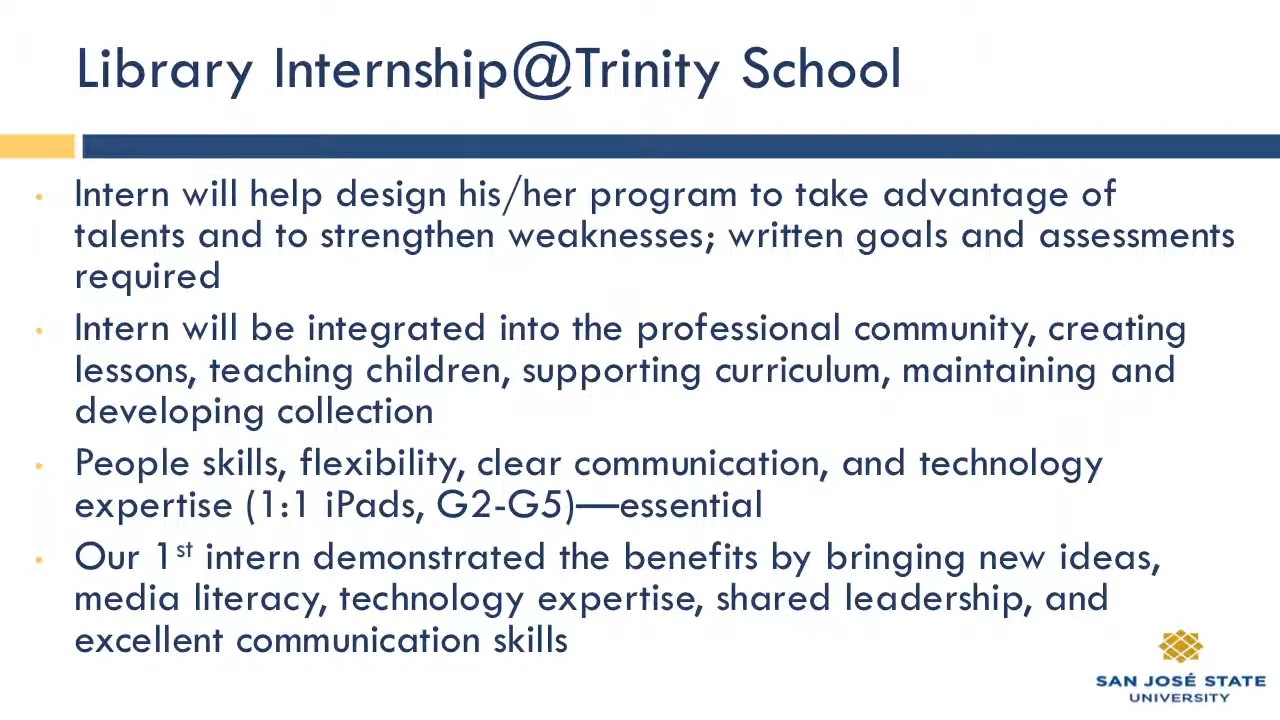 Library Internship@Trinity School
• Intern will help design his/her program to take advantage of
talents and to strengthen weaknesses; written goals and assessments
required
• Intern will be integrated into the professional community, creating
lessons, teaching children, supporting curriculum, maintaining and
developing collection
• People skills, flexibility, clear communication, and technology
expertise (1:1 iPads, G2-G5)—essential
• Our 1st intern demonstrated the benefits by bringing new ideas,
media literacy, technology expertise, shared leadership, and
excellent communication skills
SAN JOSÉ STATE
UNIVERSITY